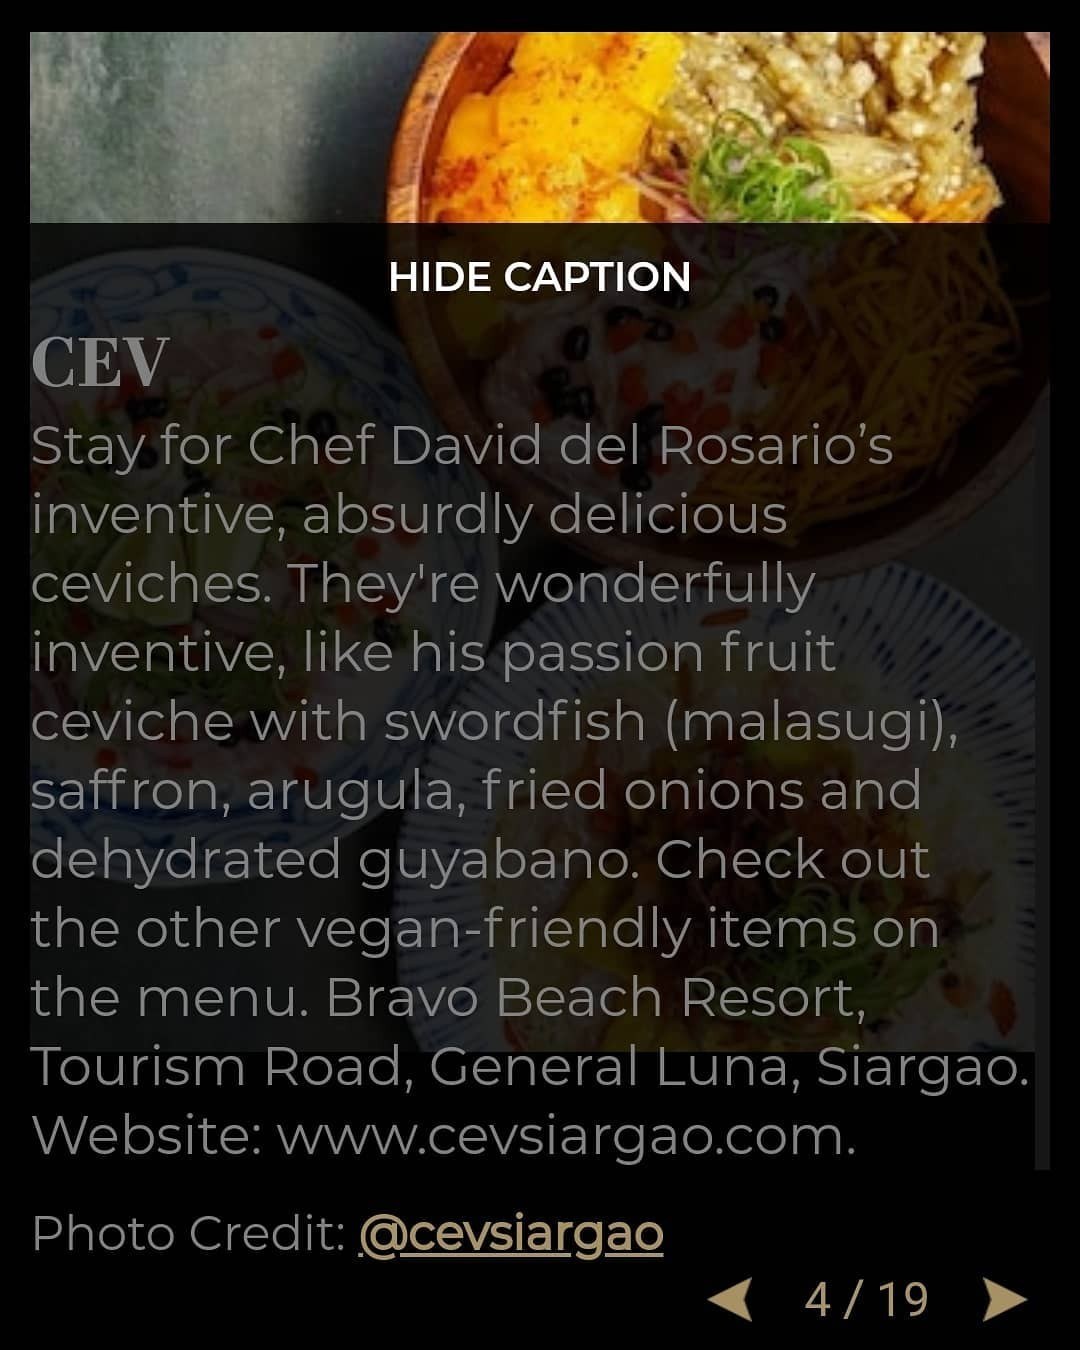 HIDE CAPTION
CEV
Stay for Chef David del Rosario’s
inventive, absurdly delicious
ceviches. They're wonderfully
inventive, like his passion fruit
ceviche with swordfish (malasugi),
saffron, arugula, fried onions and
dehydrated guyabano. Check out
the other vegan-friendly items on
the menu. Bravo Beach Resort,
Tourism Road, General Luna, Siargao.
Website: www.cevsiargao.com.
Photo Credit: @cevsiargao
4 / 19